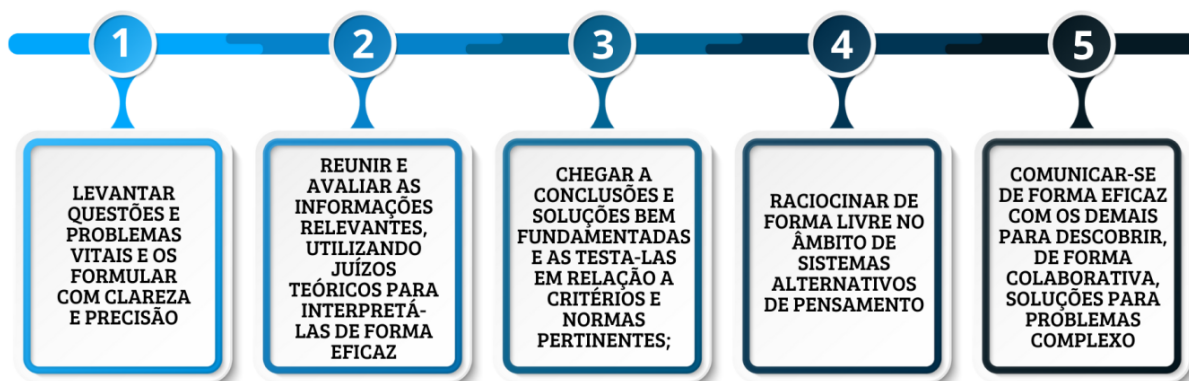 1
2
3
4
5
LEVANTAR
QUESTÕES E
PROBLEMAS
VITAIS E OS
FORMULAR
COM CLAREZA
E PRECISÃO
REUNIR E
AVALIAR AS
INFORMAÇÕES
RELEVANTES,
UTILIZANDO
JUÍZOS
TEÓRICOS PARA
INTERPRETÁ-
LAS DE FORMA
EFICAZ
CHEGAR A
CONCLUSÕES E
SOLUÇÕES BEM
FUNDAMENTADAS
E AS TESTA-LAS
EM RELAÇÃO A
CRITÉRIOS E
NORMAS
PERTINENTES;
RACIOCINAR DE
FORMA LIVRE NO
ÂMBITO DE
SISTEMAS
ALTERNATIVOS
DE PENSAMENTO
COMUNICAR-SE
DE FORMA EFICAZ
COM OS DEMAIS
PARA DESCOBRIR,
DE FORMA
COLABORATIVA,
SOLUÇÕES PARA
PROBLEMAS
COMPLEXO